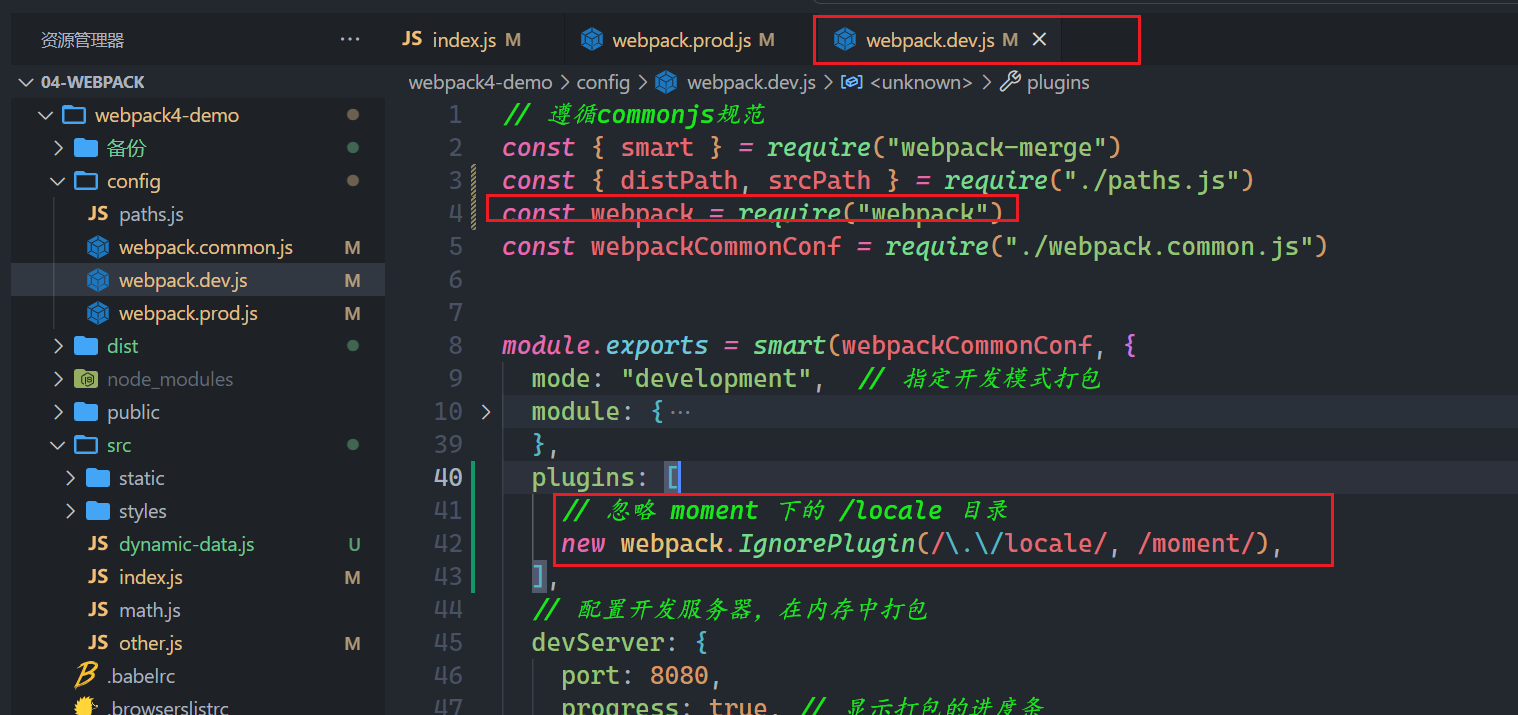 资源管理器 ···
JS index.js M
webpack.prod.js M
webpack.dev.js M ×
04-WEBPACK
webpack4-demo
备份
config
JS paths.js
webpack.common.js M
webpack.dev.js M
webpack.prod.js M
dist
node_modules
public
src
static
styles
JS dynamic-data.js U
JS index.js M
JS math.js
JS other.js M
.babelrc
.browserslistrc
webpack4-demo > config > webpack.dev.js > <unknown> > plugins
1 // 遵循commonjs规范
2 const { smart } = require("webpack-merge")
3 const { distPath, srcPath } = require("./paths.js")
4 const webpack = require("webpack")
5 const webpackCommonConf = require("./webpack.common.js")
6
7
8 module.exports = smart(webpackCommonConf, {
9 mode: "development", // 指定开发模式打包
10 > module: {···
39 },
40 plugins: [
41 // 忽略 moment 下的 /locale 目录
42 new webpack.IgnorePlugin(/\.\/locale/, /moment/),
43 ],
44 // 配置开发服务器，在内存中打包
45 devServer: {
46 port: 8080,
47 progress: true, // 显示打包的进度条